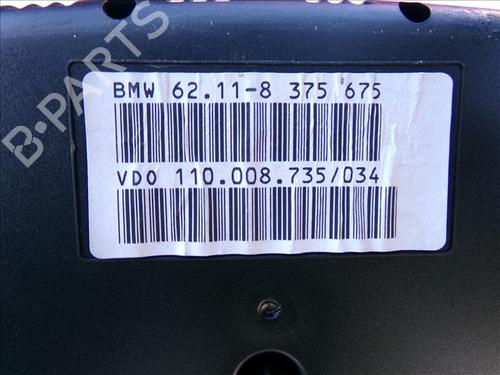 B-PARTS
BMW 62.11-8 375 675
VDO 110.008.735/034